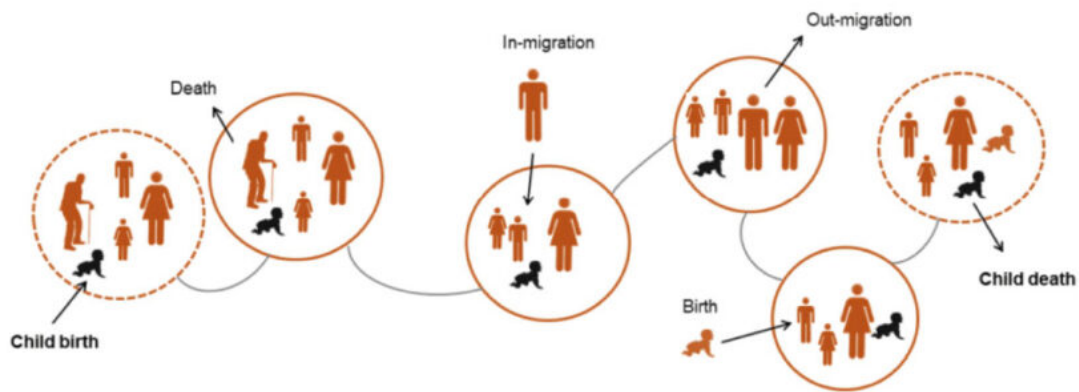 Out-migration
In-migration
Death
Child death
Birth
Child birth